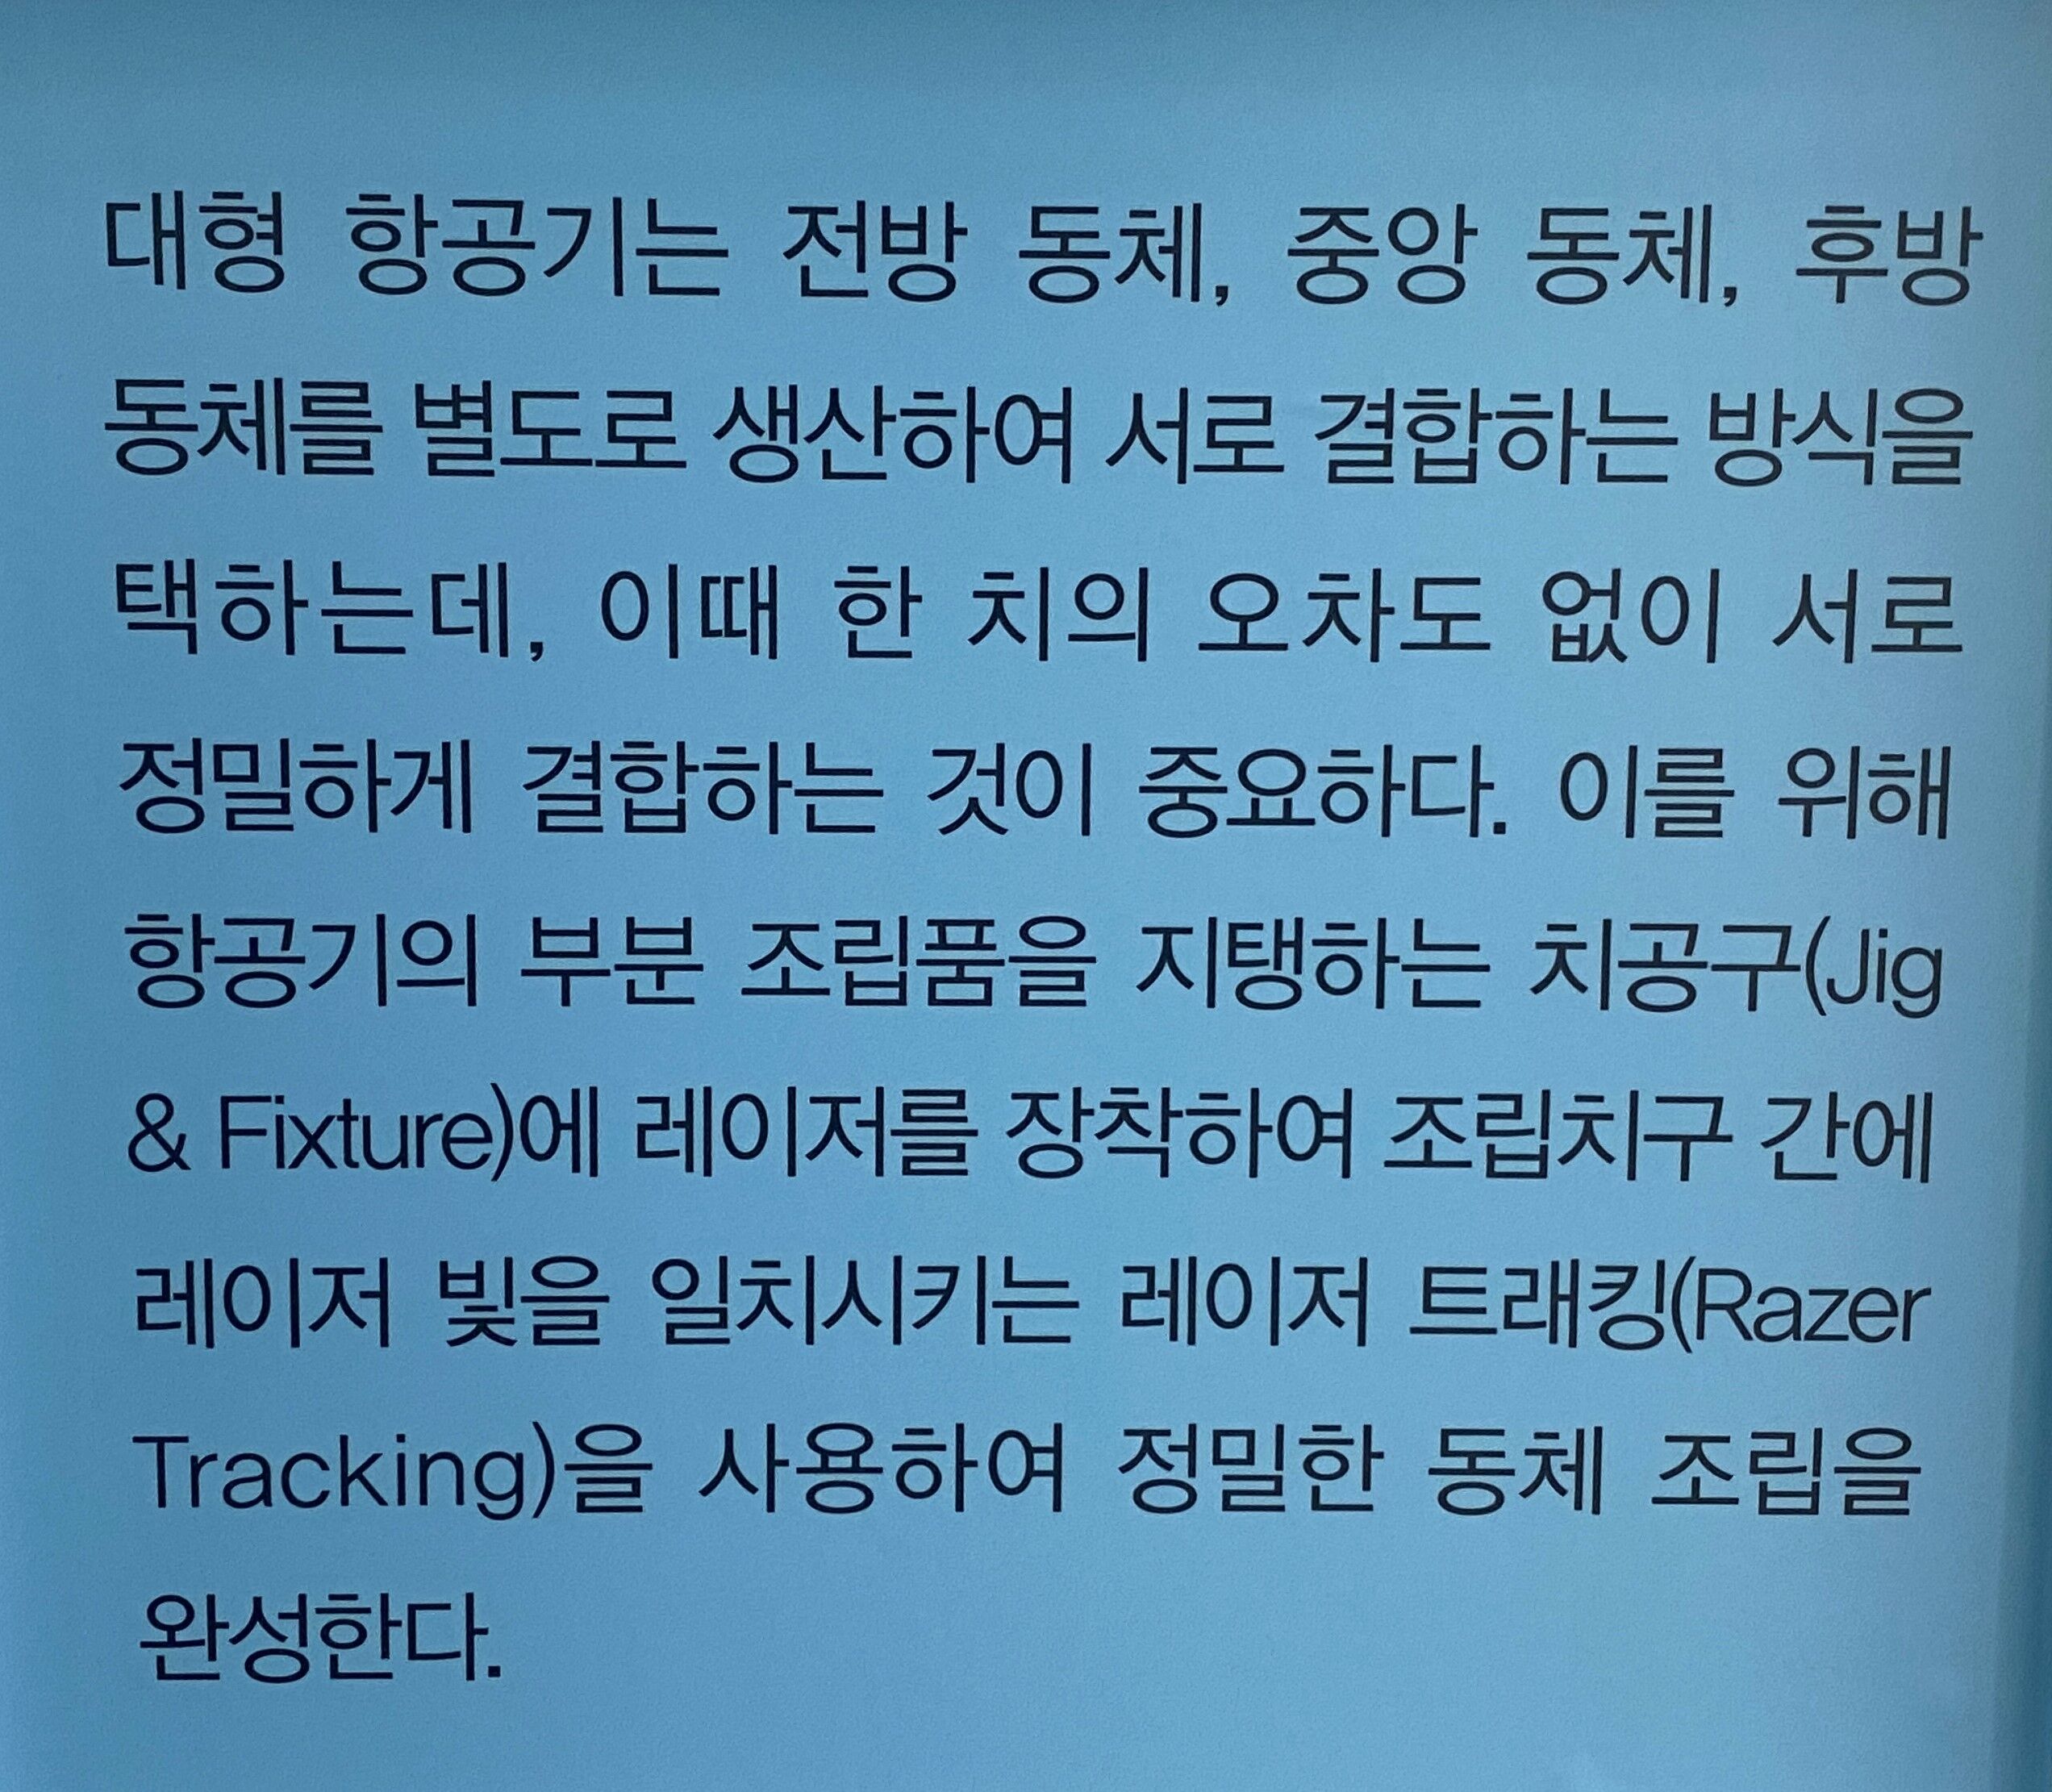 대형 항공기는 전방 동체, 중앙 동체, 후방
동체를 별도로 생산하여 서로 결합하는 방식을
택하는데, 이때 한 치의 오차도 없이 서로
정밀하게 결합하는 것이 중요하다. 이를 위해
항공기의 부분 조립품을 지탱하는 치공구(Jig
& Fixture)에 레이저를 장착하여 조립치구 간에
레이저 빛을 일치시키는 레이저 트래킹(Razer
Tracking)을 사용하여 정밀한 동체 조립을
완성한다.